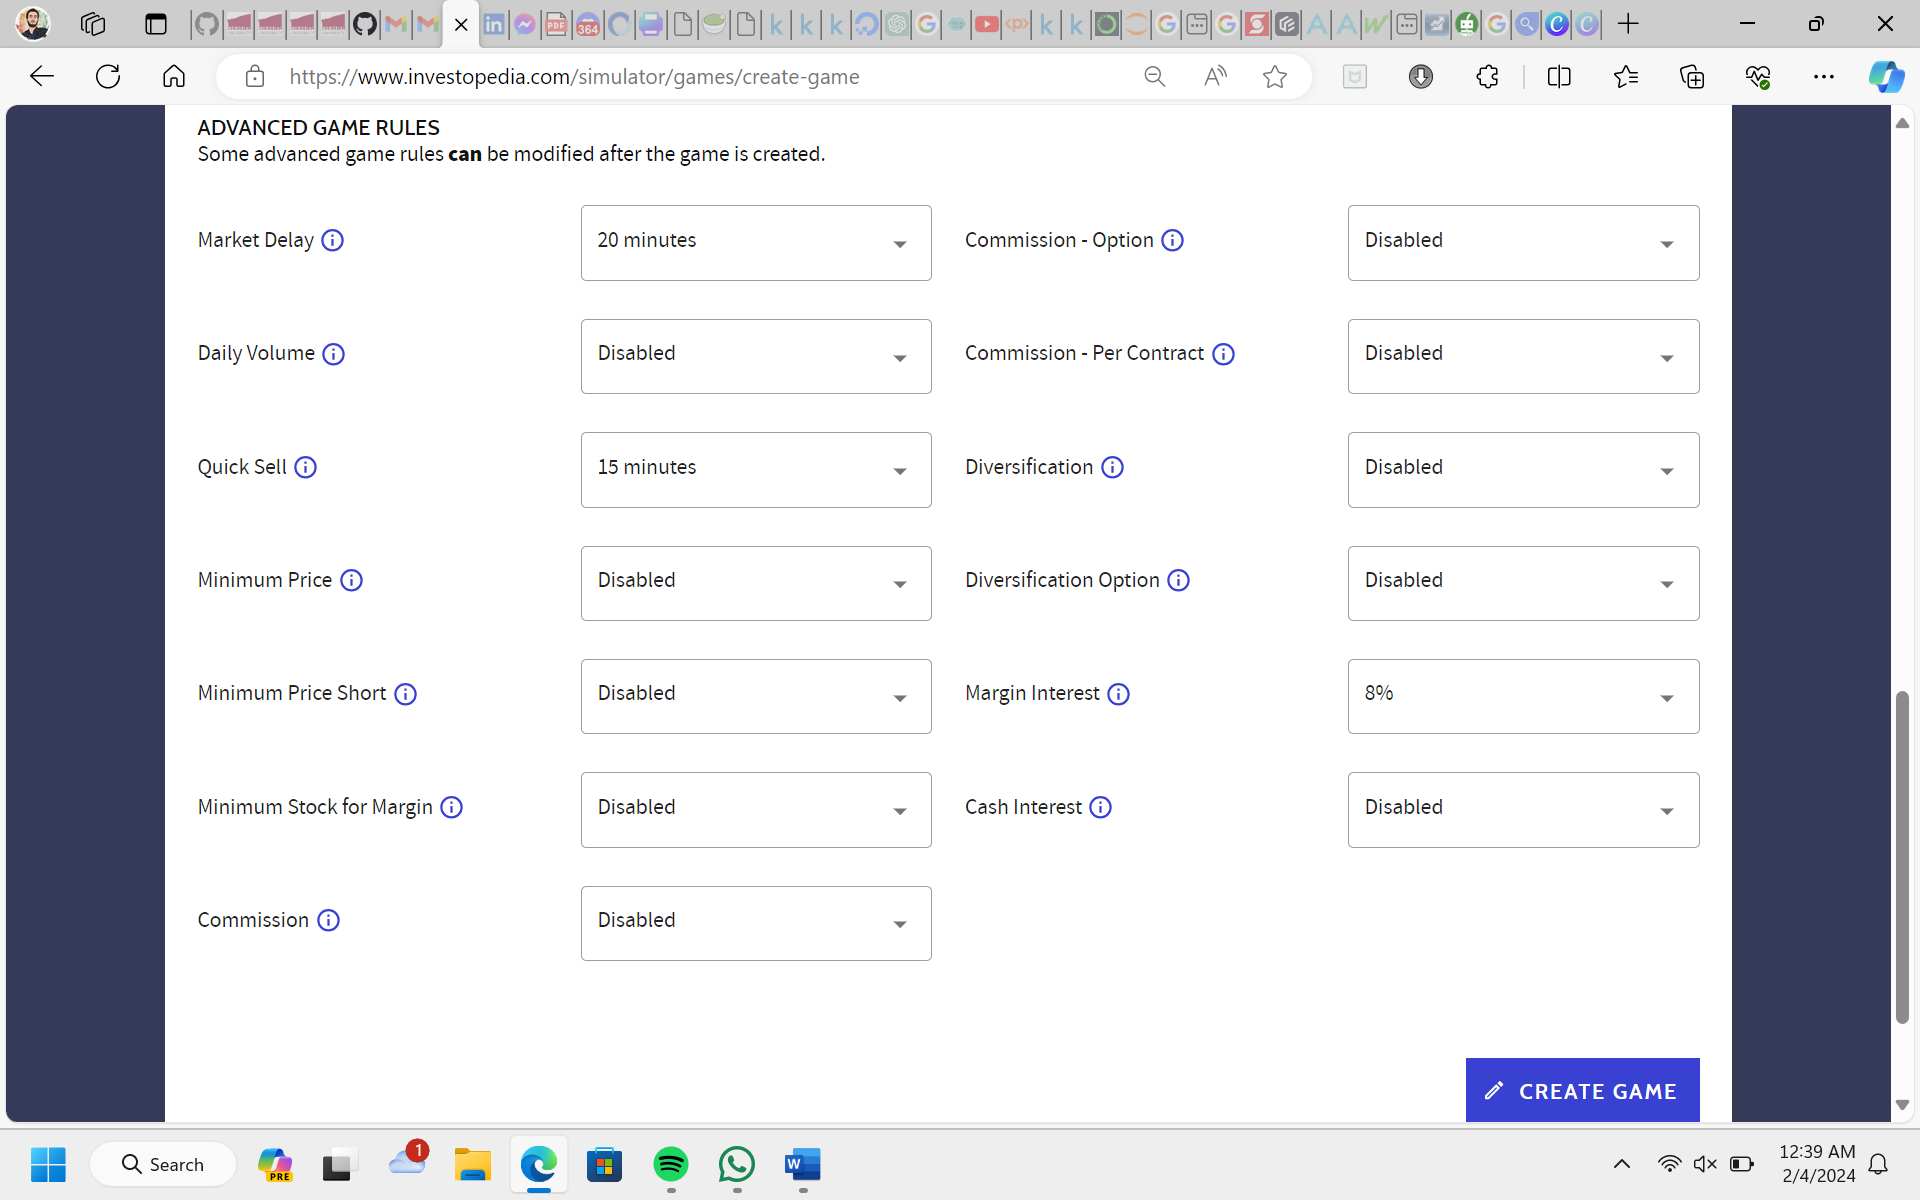 364
https://www.investopedia.com/simulator/games/create-game
ADVANCED GAME RULES
Some advanced game rules can be modified after the game is created.
Market Delay
20 minutes
Commission - Option
Disabled
Daily Volume
Disabled
Commission - Per Contract
Disabled
Quick Sell
15 minutes
Diversification
Disabled
Minimum Price
Disabled
Diversification Option
Disabled
Minimum Price Short
Disabled
Margin Interest
8%
Minimum Stock for Margin
Disabled
Cash Interest
Disabled
Commission
Disabled
CREATE GAME
Search
PRE
1
12:39 AM
2/4/2024